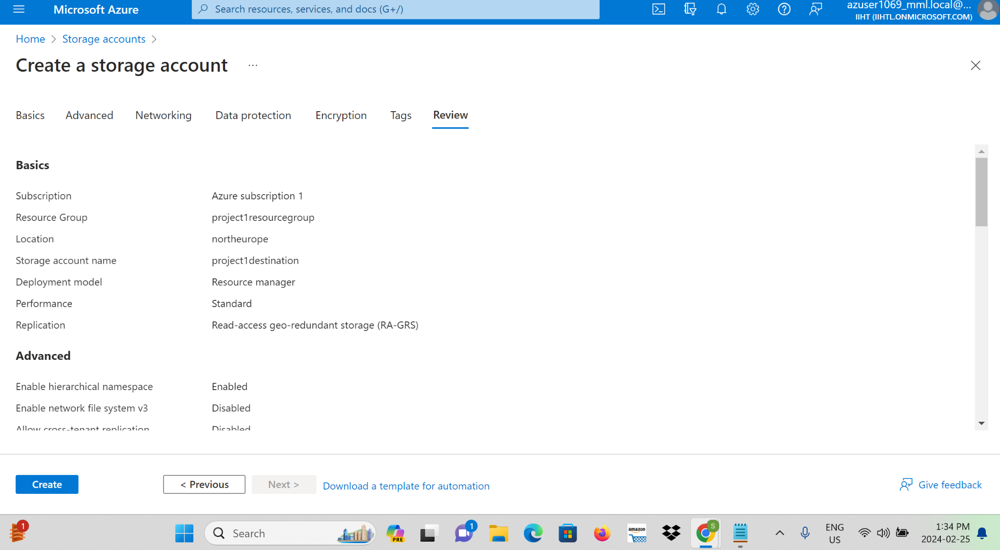 Microsoft Azure
Search resources, services, and docs (G+/)
azuser1069_mml.local@...
IIHT (IIHTL.ONMICROSOFT.COM)
Home > Storage accounts >
Create a storage account ...
Basics Advanced Networking Data protection Encryption Tags Review
Basics
Subscription Azure subscription 1
Resource Group project1resourcegroup
Location northeurope
Storage account name project1destination
Deployment model Resource manager
Performance Standard
Replication Read-access geo-redundant storage (RA-GRS)
Advanced
Enable hierarchical namespace Enabled
Enable network file system v3 Disabled
Allow cross-tenant replication Disabled
Create < Previous Next > Download a template for automation Give feedback
1
Search
PRE
1
amazon
S
ENG
US
1:34 PM
2024-02-25